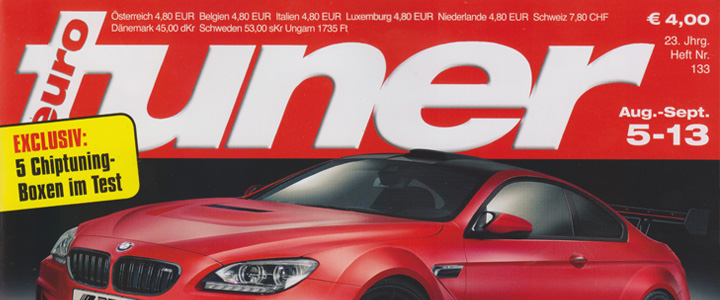 Österreich 4,80 EUR Belgien 4,80 EUR Italien 4,80 EUR Luxemburg 4,80 EUR Niederlande 4,80 EUR Schweiz 7,80 CHF
Dänemark 45,00 dKr Schweden 53,00 sKr Ungarn 1735 Ft
€ 4,00
23. Jhrg.
Heft Nr.
133
euro
tuner
Aug.-Sept.
5-13
EXCLUSIV:
5 Chiptuning-
Boxen im Test